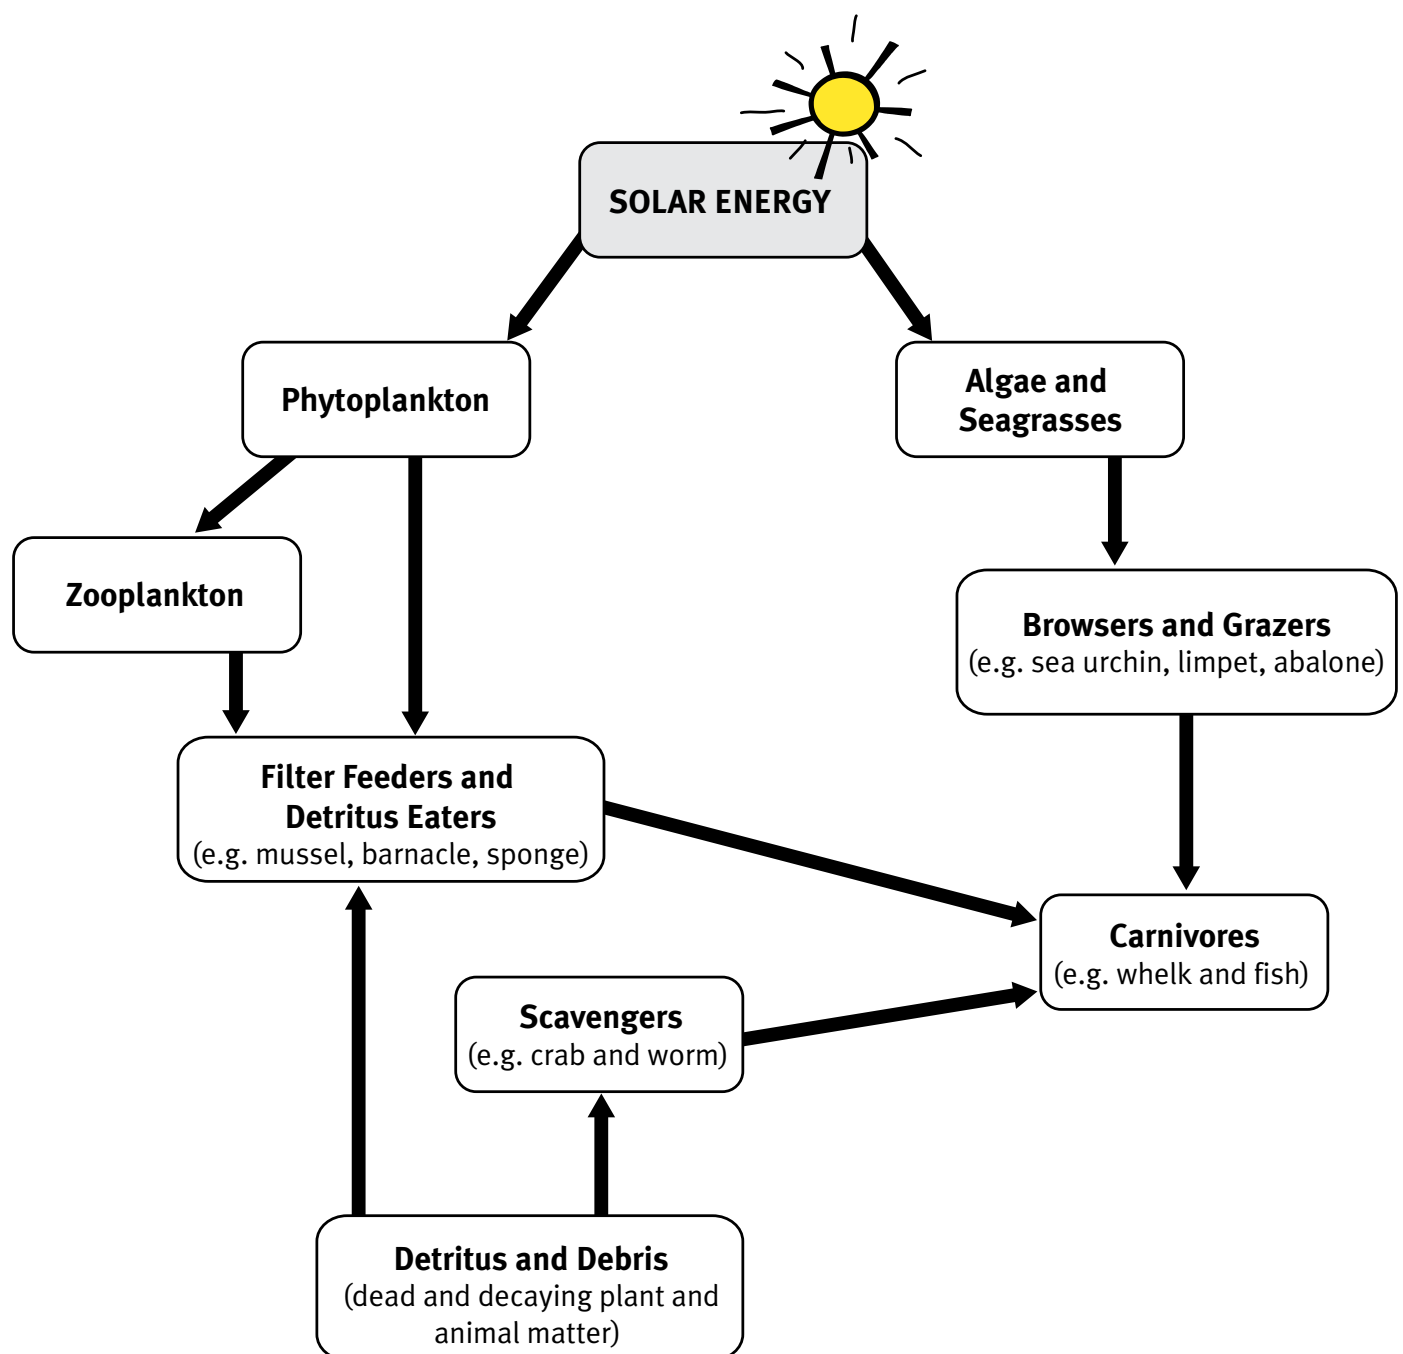 SOLAR ENERGY
Phytoplankton
Algae and
Seagrasses
Zooplankton
Browsers and Grazers
(e.g. sea urchin, limpet, abalone)
Filter Feeders and
Detritus Eaters
(e.g. mussel, barnacle, sponge)
Carnivores
(e.g. whelk and fish)
Scavengers
(e.g. crab and worm)
Detritus and Debris
(dead and decaying plant and
animal matter)